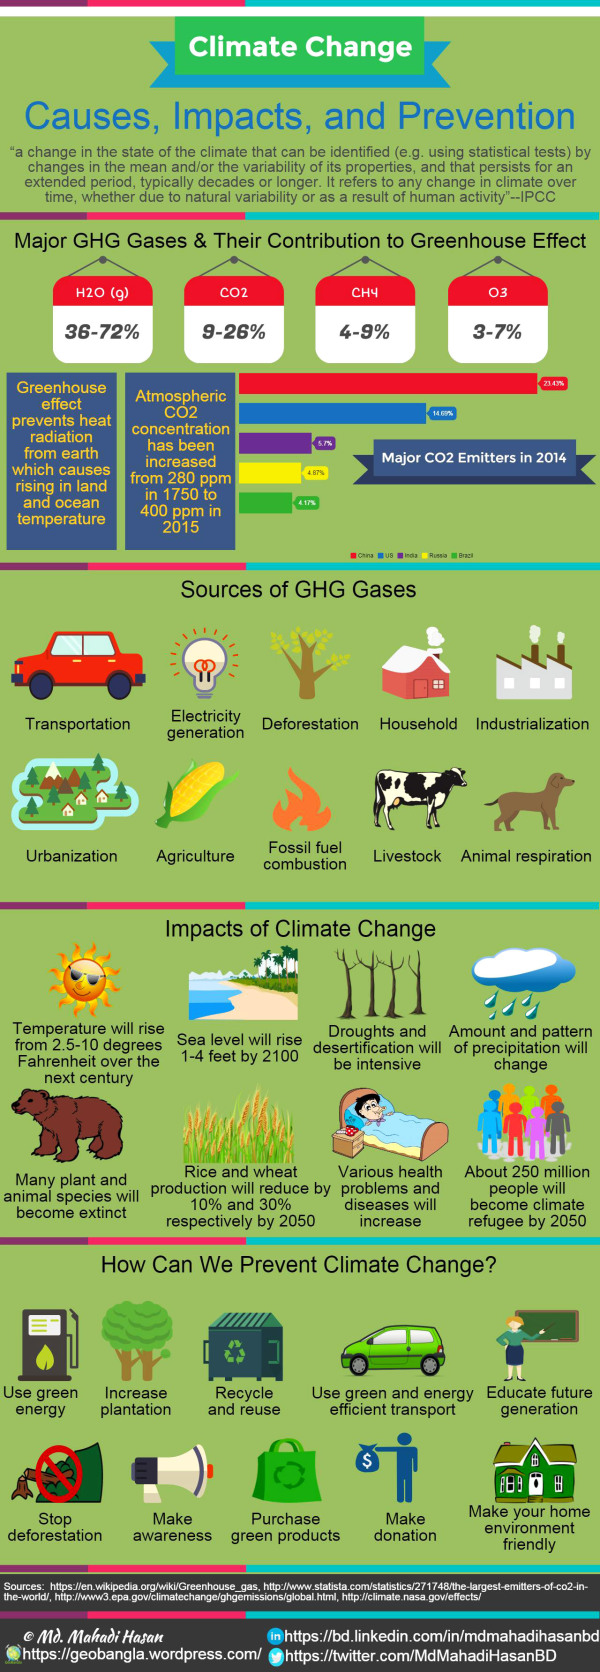 Climate Change
Causes, Impacts, and Prevention
“a change in the state of the climate that can be identified (e.g. using statistical tests) by
changes in the mean and/or the variability of its properties, and that persists for an
extended period, typically decades or longer. It refers to any change in climate over
time, whether due to natural variability or as a result of human activity”--IPCC
Major GHG Gases & Their Contribution to Greenhouse Effect
H2O (g)
36-72%
CO2
9-26%
CH4
4-9%
O3
3-7%
Greenhouse
effect
prevents heat
radiation
from earth
which causes
rising in land
and ocean
temperature
Atmospheric
CO2
concentration
has been
increased
from 280 ppm
in 1750 to
400 ppm in
2015
23.43%
14.69%
5.7%
4.87%
4.17%
Major CO2 Emitters in 2014
China US India Russia Brazil
Sources of GHG Gases
Transportation
Electricity
generation
Deforestation
Household
Industrialization
Urbanization
Agriculture
Fossil fuel
combustion
Livestock
Animal respiration
Impacts of Climate Change
Temperature will rise
from 2.5-10 degrees
Fahrenheit over the
next century
Sea level will rise
1-4 feet by 2100
Droughts and
desertification will
be intensive
Amount and pattern
of precipitation will
change
Many plant and
animal species will
become extinct
Rice and wheat
production will reduce by
10% and 30%
respectively by 2050
Various health
problems and
diseases will
increase
About 250 million
people will
become climate
refugee by 2050
How Can We Prevent Climate Change?
Use green
energy
Increase
plantation
Recycle
and reuse
Use green and energy
efficient transport
Educate future
generation
Stop
deforestation
Make
awareness
Purchase
green products
$
Make
donation
Make your home
environment
friendly
Sources: https://en.wikipedia.org/wiki/Greenhouse_gas, http://www.statista.com/statistics/271748/the-largest-emitters-of-co2-in-
the-world/, http://www3.epa.gov/climatechange/ghgemissions/global.html, http://climate.nasa.gov/effects/
© Md. Mahadi Hasan
in https://bd.linkedin.com/in/mdmahadihasanbd
https://geobangla.wordpress.com/
https://twitter.com/MdMahadiHasanBD